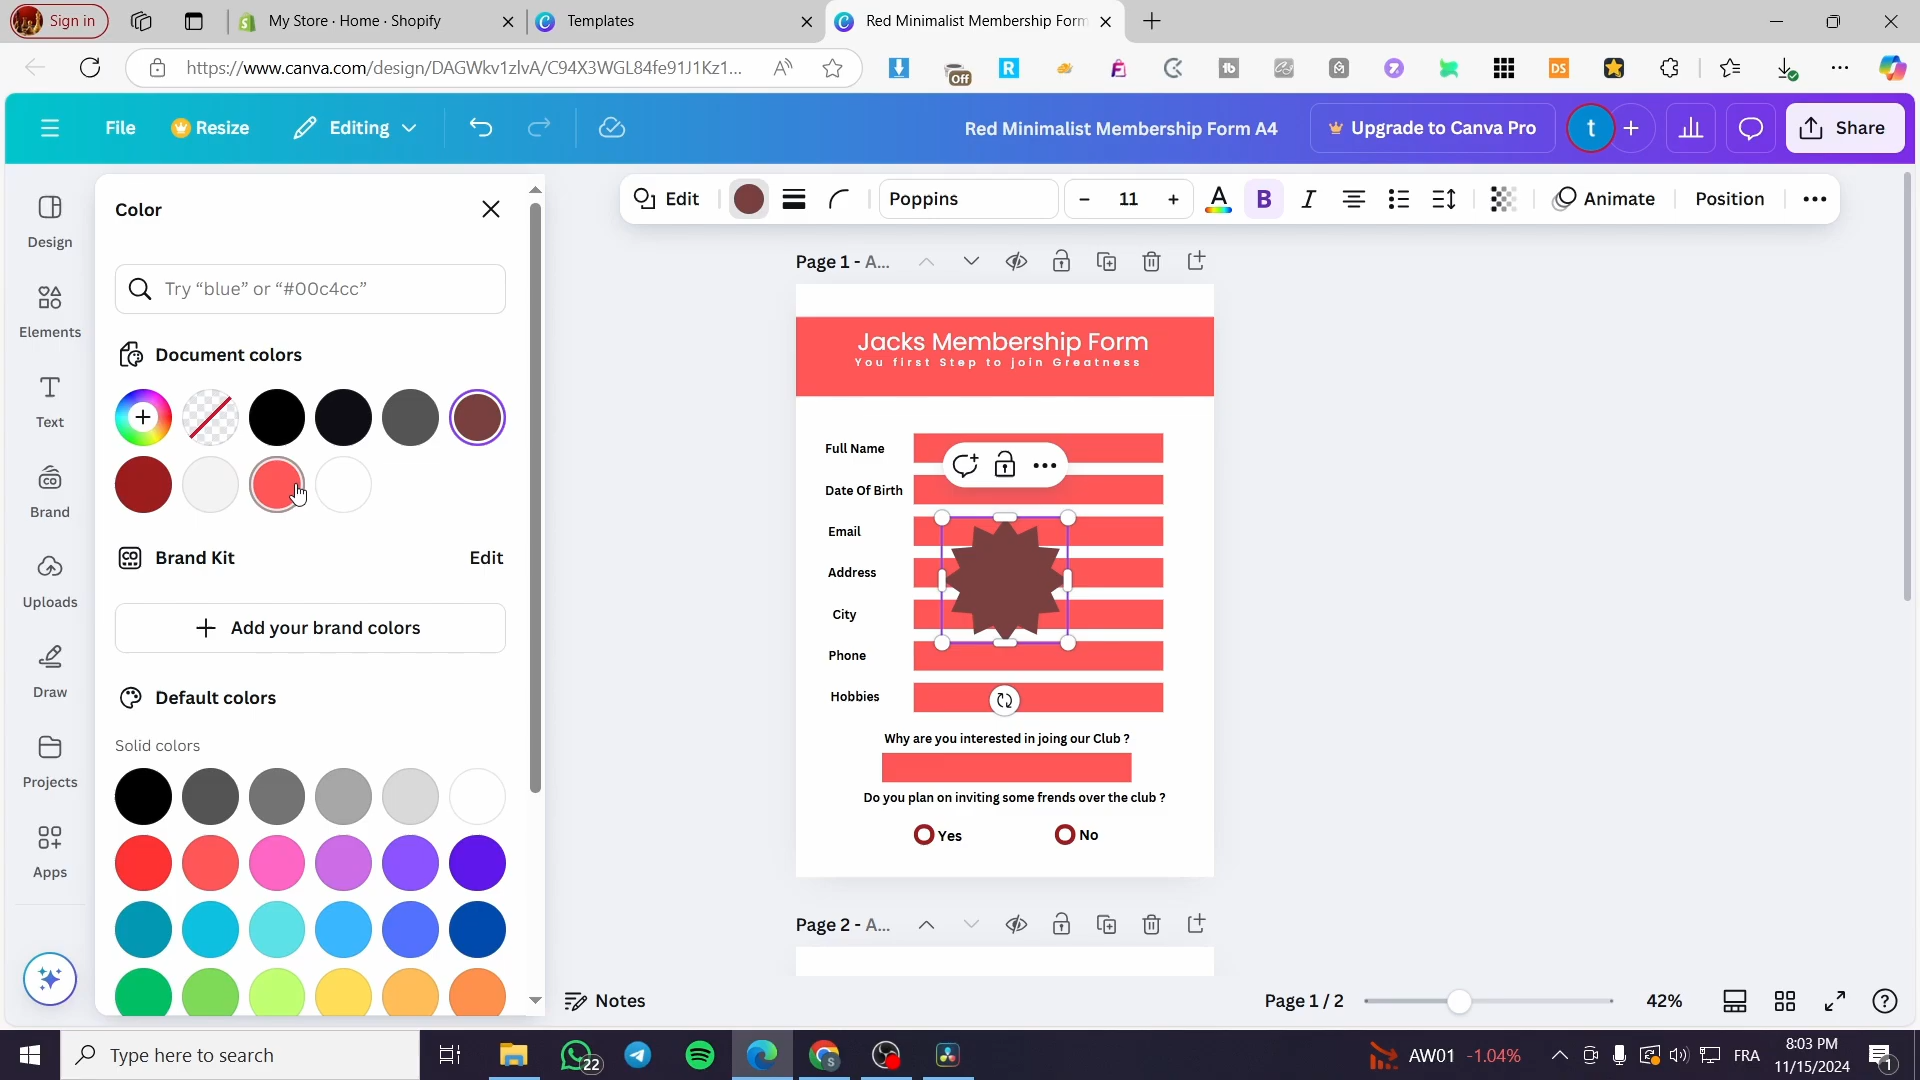 Sign in
My Store · Home · Shopify
Templates
Red Minimalist Membership Form
https://www.canva.com/design/DAGWkv1zlvA/C94X3WGL84fe91J1Kz1...
Off
File
Resize
Editing
Red Minimalist Membership Form A4
Upgrade to Canva Pro
t
Share
Design
Elements
Text
Brand
Uploads
Draw
Projects
Apps
Color
Try “blue” or “#00c4cc”
Document colors
Brand Kit
Edit
Add your brand colors
Default colors
Solid colors
Edit
Poppins
11
Animate
Position
Page 1 - A...
Jacks Membership Form
You first Step to join Greatness
Full Name
Date Of Birth
Email
Address
City
Phone
Hobbies
Why are you interested in joing our Club ?
Do you plan on inviting some frends over the club ?
Yes
No
Page 2 - A...
Notes
Page 1 / 2
42%
Type here to search
22
AW01 -1.04%
FRA
8:03 PM
11/15/2024
1